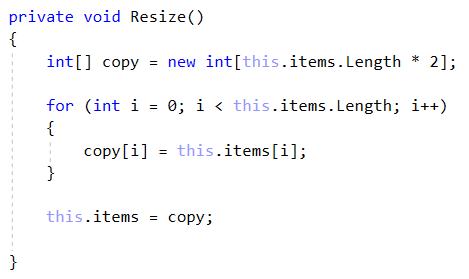 private void Resize()
{
    int[] copy = new int[this.items.Length * 2];
    for (int i = 0; i < this.items.Length; i++)
    {
        copy[i] = this.items[i];
    }
    this.items = copy;
}